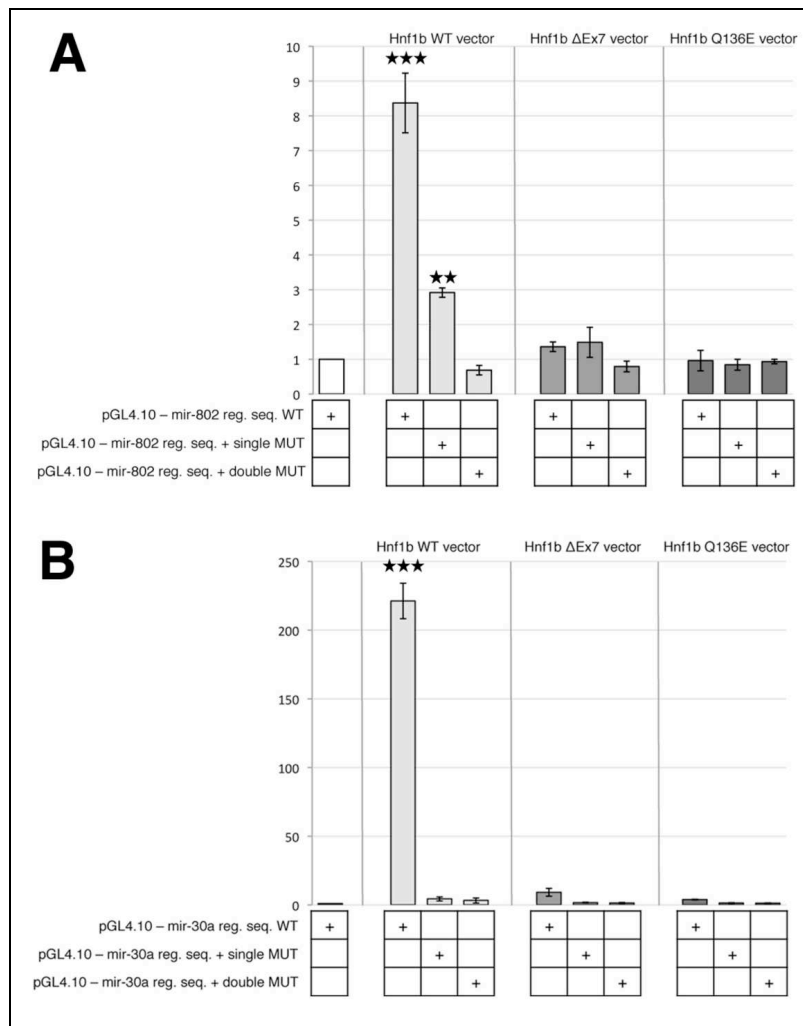 A
Hnf1b WT vector Hnf1b ΔEx7 vector Hnf1b Q136E vector
10
★★★
9
8
7
6
5
4
★★
3
2
1
0
pGL4.10 – mir-802 reg. seq. WT + + + +
pGL4.10 – mir-802 reg. seq. + single MUT + + +
pGL4.10 – mir-802 reg. seq. + double MUT + + +
B
Hnf1b WT vector Hnf1b ΔEx7 vector Hnf1b Q136E vector
250
★★★
200
150
100
50
0
pGL4.10 – mir-30a reg. seq. WT + + + +
pGL4.10 – mir-30a reg. seq. + single MUT + + +
pGL4.10 – mir-30a reg. seq. + double MUT + + +